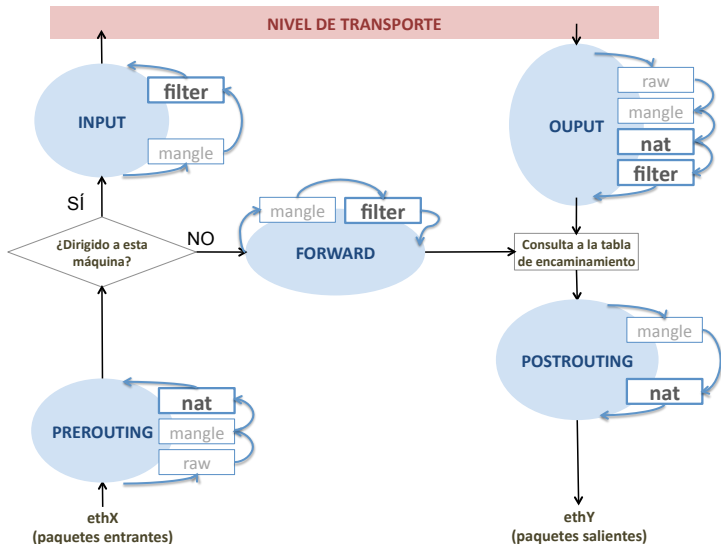 NIVEL DE TRANSPORTE
filter
INPUT
mangle
SÍ
¿Dirigido a esta
máquina?
NO
mangle
filter
FORWARD
raw
mangle
OUPUT
nat
filter
Consulta a la tabla
de encaminamiento
mangle
POSTROUTING
nat
nat
PREROUTING
mangle
raw
ethX
(paquetes entrantes)
ethY
(paquetes salientes)